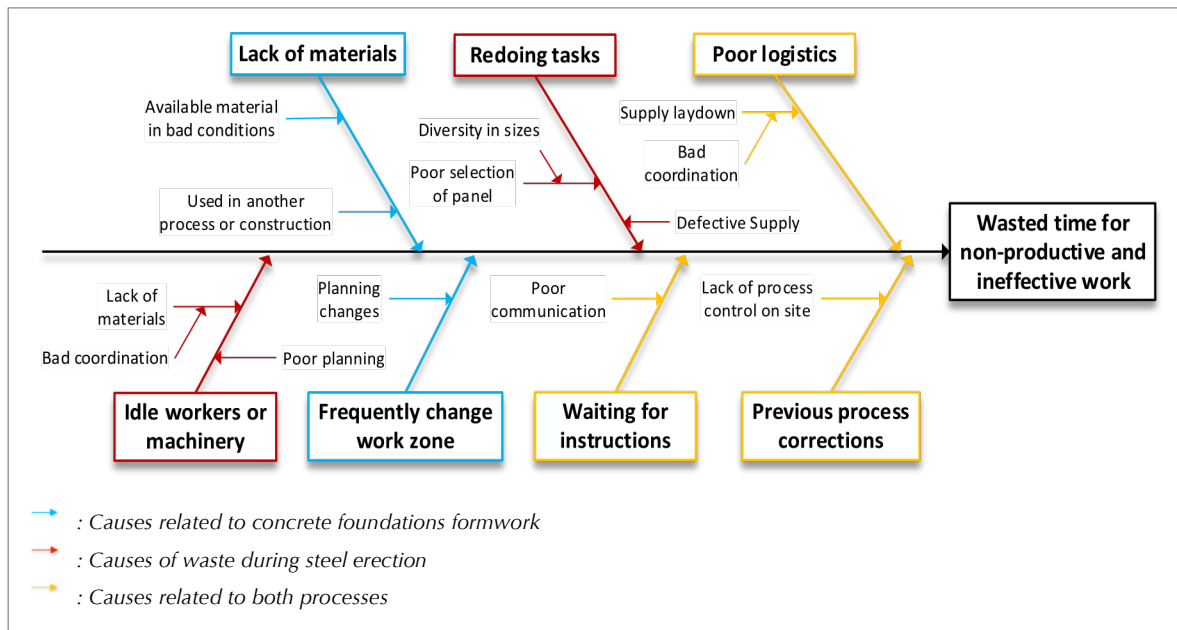 Lack of materials
Redoing tasks
Poor logistics
Available material
in bad conditions
Supply laydown
Diversity in sizes
Bad
coordination
Poor selection
of panel
Used in another
process or construction
Defective Supply
Wasted time for
non-productive and
ineffective work
Lack of
materials
Planning
changes
Poor
communication
Lack of process
control on site
Bad coordination
Poor planning
Idle workers or
machinery
Frequently change
work zone
Waiting for
instructions
Previous process
corrections
: Causes related to concrete foundations formwork
: Causes of waste during steel erection
: Causes related to both processes